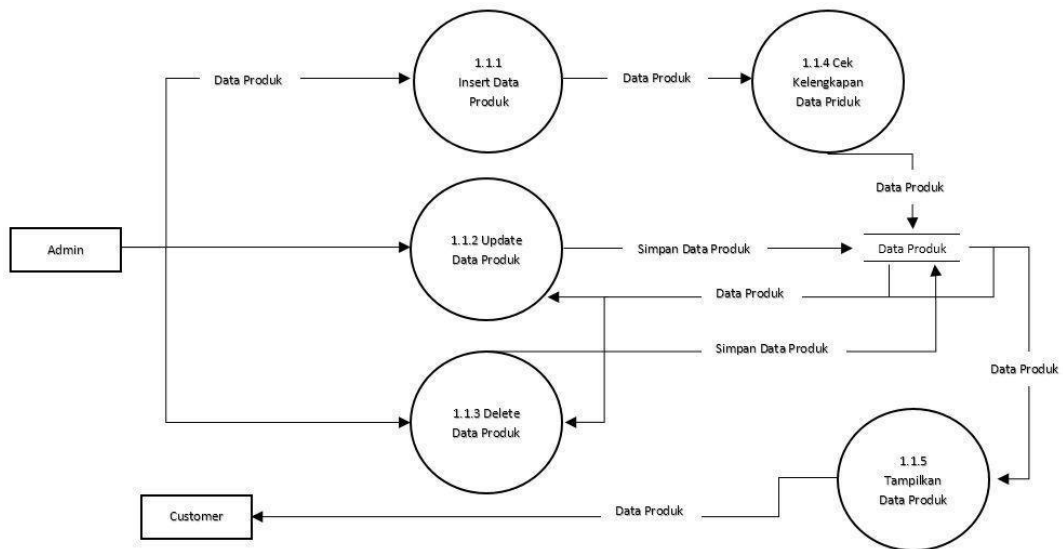 1.1.1
Insert Data
Produk
1.1.4 Cek
Kelengkapan
Data Priduk
Data Produk
Data Produk
Data Produk
Admin
1.1.2 Update
Data Produk
Simpan Data Produk
Data Produk
Data Produk
Simpan Data Produk
Data Produk
1.1.3 Delete
Data Produk
1.1.5
Tampilkan
Data Produk
Customer
Data Produk